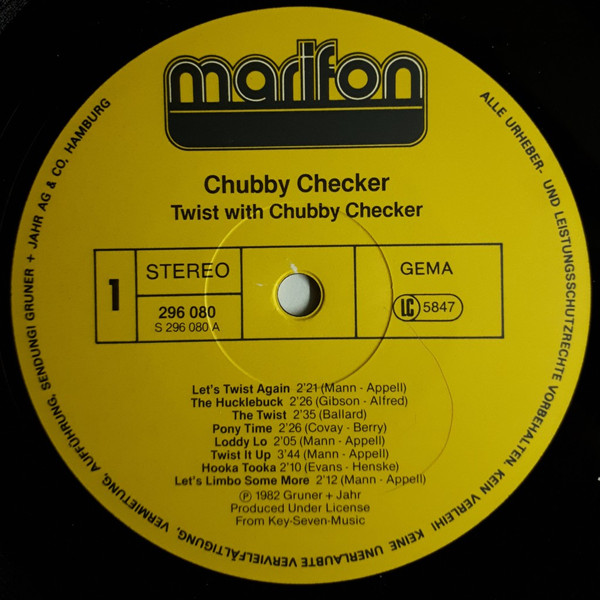 marifon
Chubby Checker
Twist with Chubby Checker
1
STEREO
296 080
S 296 080 A
GEMA
LC 5847
Let's Twist Again 2'21 (Mann - Appell)
The Hucklebuck 2'26 (Gibson - Alfred)
The Twist 2'35 (Ballard)
Pony Time 2'26 (Covay - Berry)
Loddy Lo 2'05 (Mann - Appell)
Twist It Up 3'44 (Mann - Appell)
Hooka Tooka 2'10 (Evans - Henske)
Let's Limbo Some More 2'12 (Mann - Appell)
℗ 1982 Gruner + Jahr
Produced Under License
From Key-Seven-Music
ALLE URHEBER- UND LEISTUNGSSCHUTZRECHTE VORBEHALTEN. KEIN VERLEIH! KEINE UNERLAUBTE VERVIELFÄLTIGUNG, VERMIETUNG, AUFFÜHRUNG, SENDUNG! GRUNER + JAHR AG & CO, HAMBURG